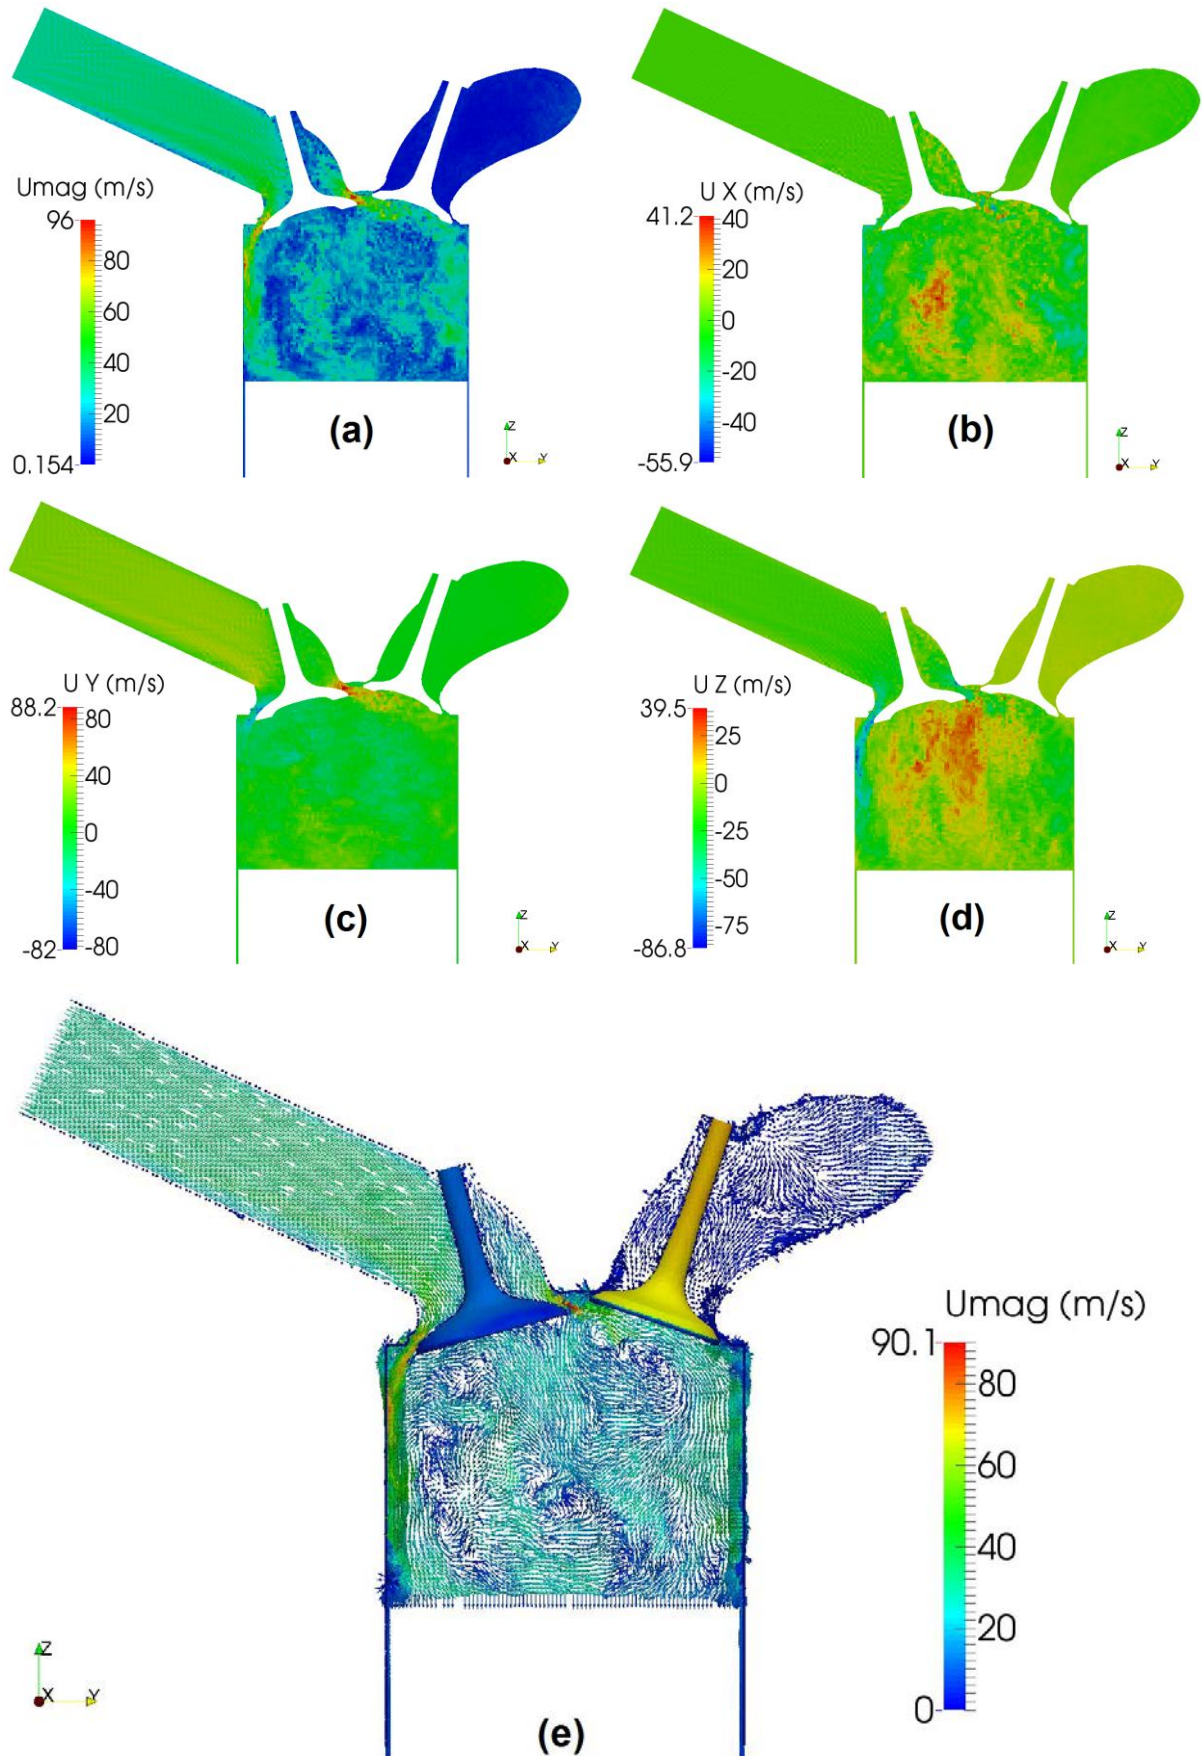 Umag (m/s)
96
80
60
40
20
0.154
(a)
Z
X
Y
U X (m/s)
41.2
40
20
0
-20
-40
-55.9
(b)
Z
X
Y
U Y (m/s)
88.2
80
40
0
-40
-80
-82
(c)
Z
X
Y
U Z (m/s)
39.5
25
0
-25
-50
-75
-86.8
(d)
Z
X
Y
Umag (m/s)
90.1
80
60
40
20
0
Z
X
Y
(e)